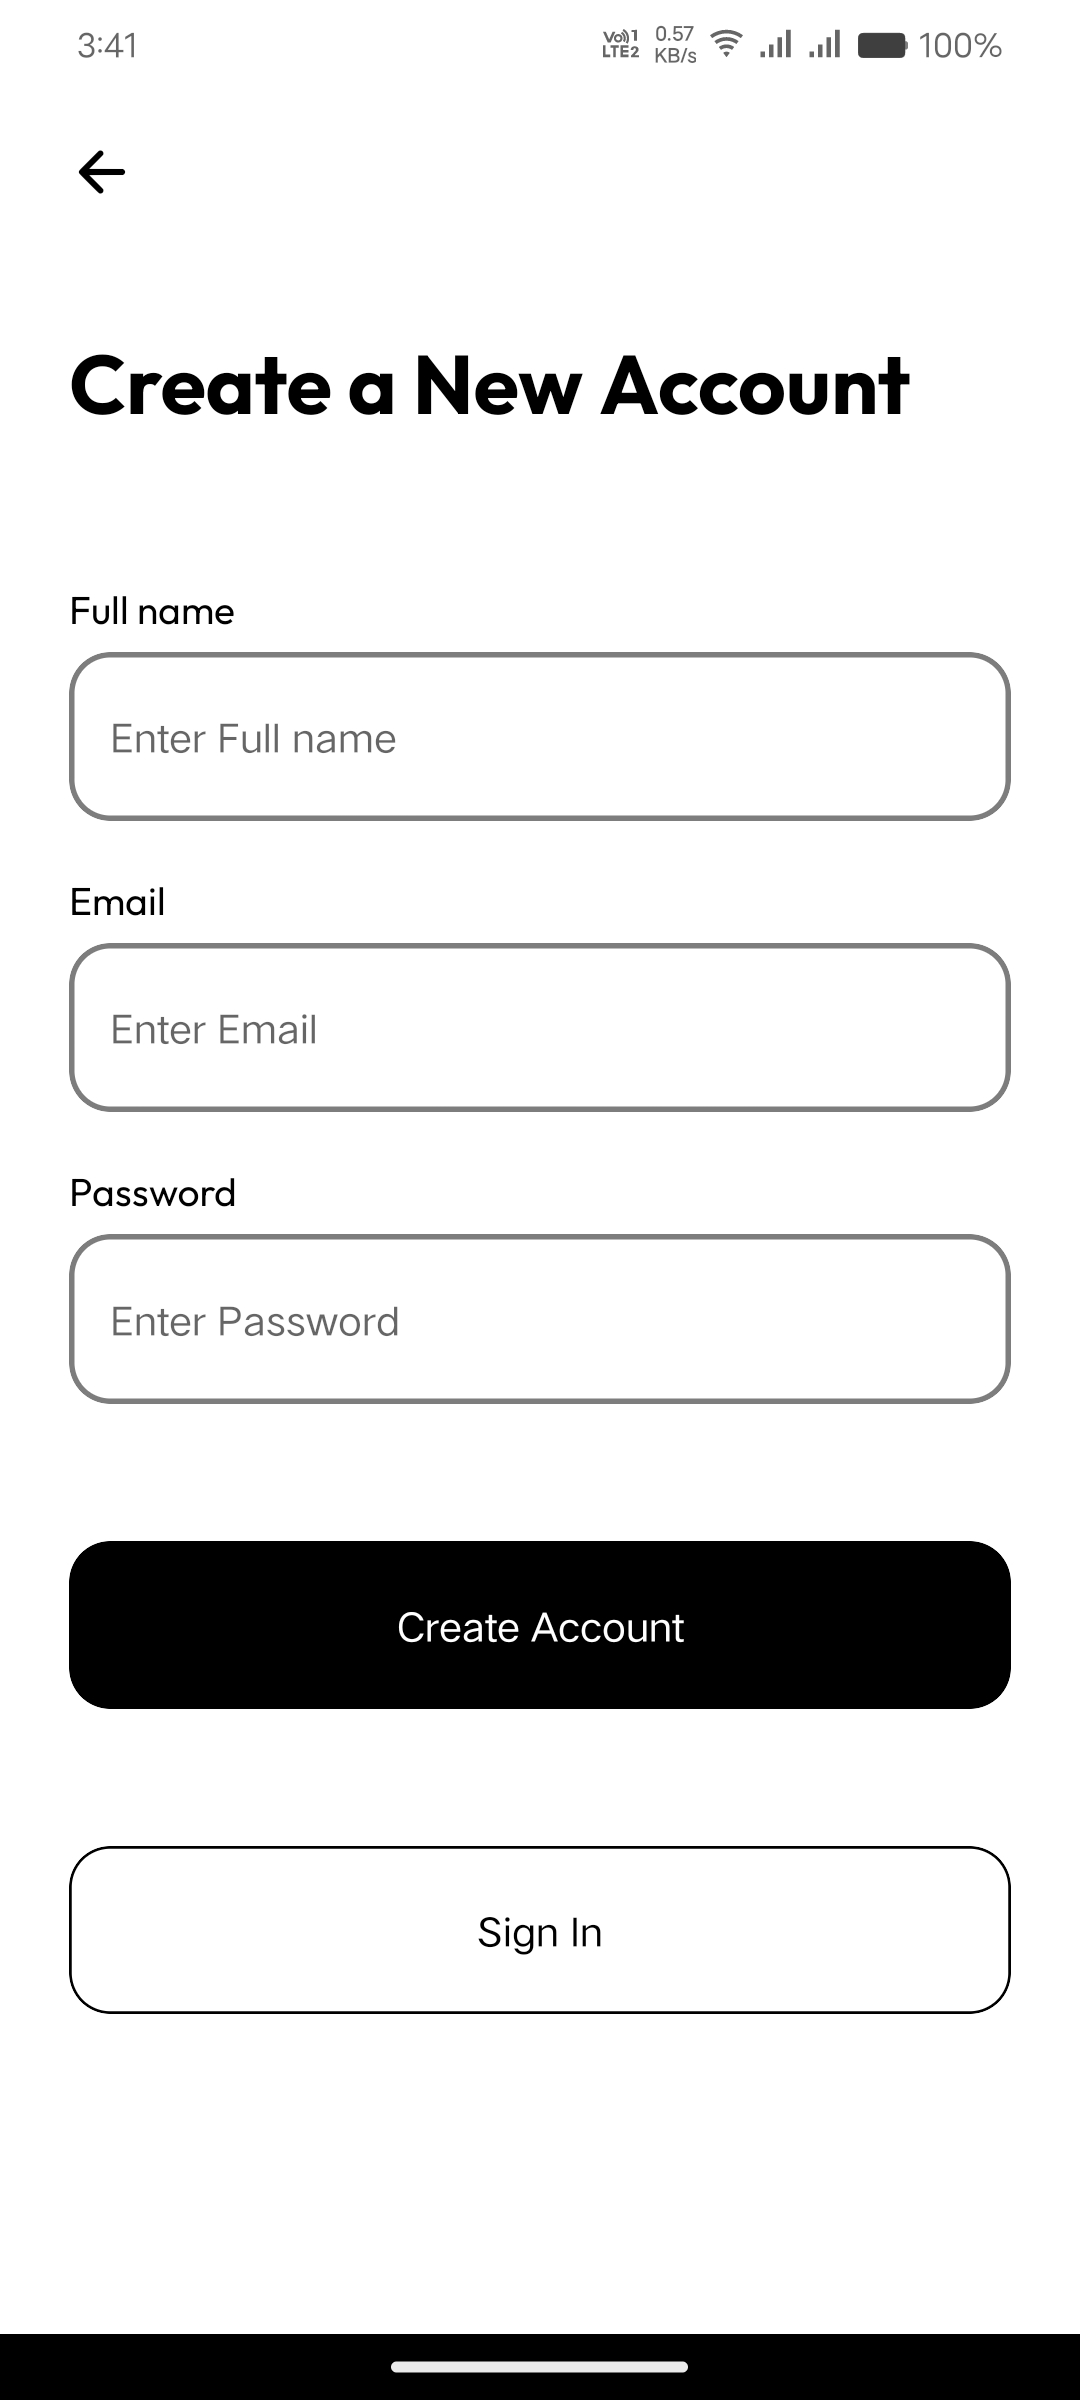 3:41
Vo 1
LTE2
0.57
KB/s
100%
Create a New Account
Full name
Enter Full name
Email
Enter Email
Password
Enter Password
Create Account
Sign In